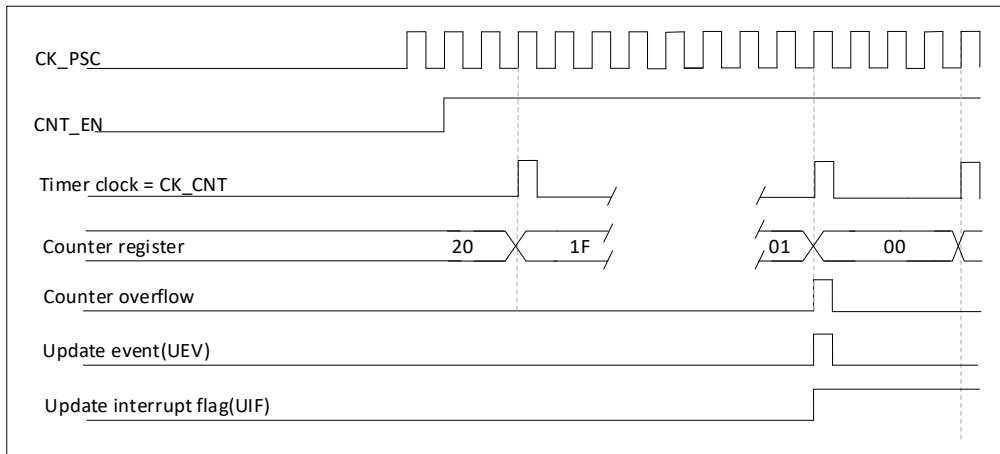 CK_PSC
CNT_EN
Timer clock = CK_CNT
Counter register 20 1F 01 00
Counter overflow
Update event(UEV)
Update interrupt flag(UIF)